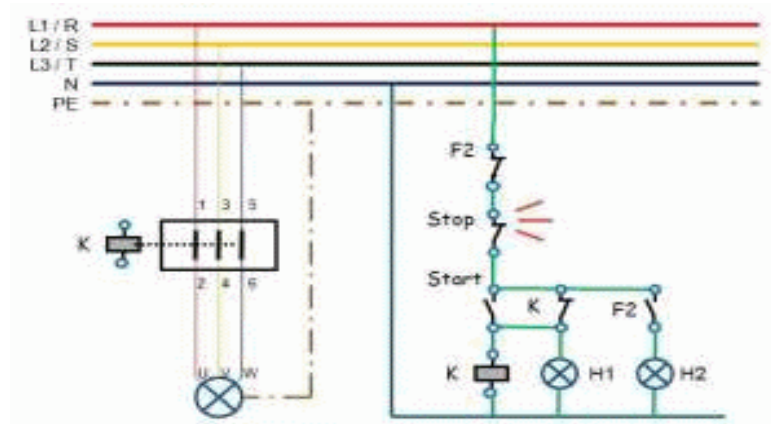 L1 / R
L2 / S
L3 / T
N
PE
F2
1 3 5
Stop
K
2 4 6
Start
K
F2
U V W
K
H1
H2